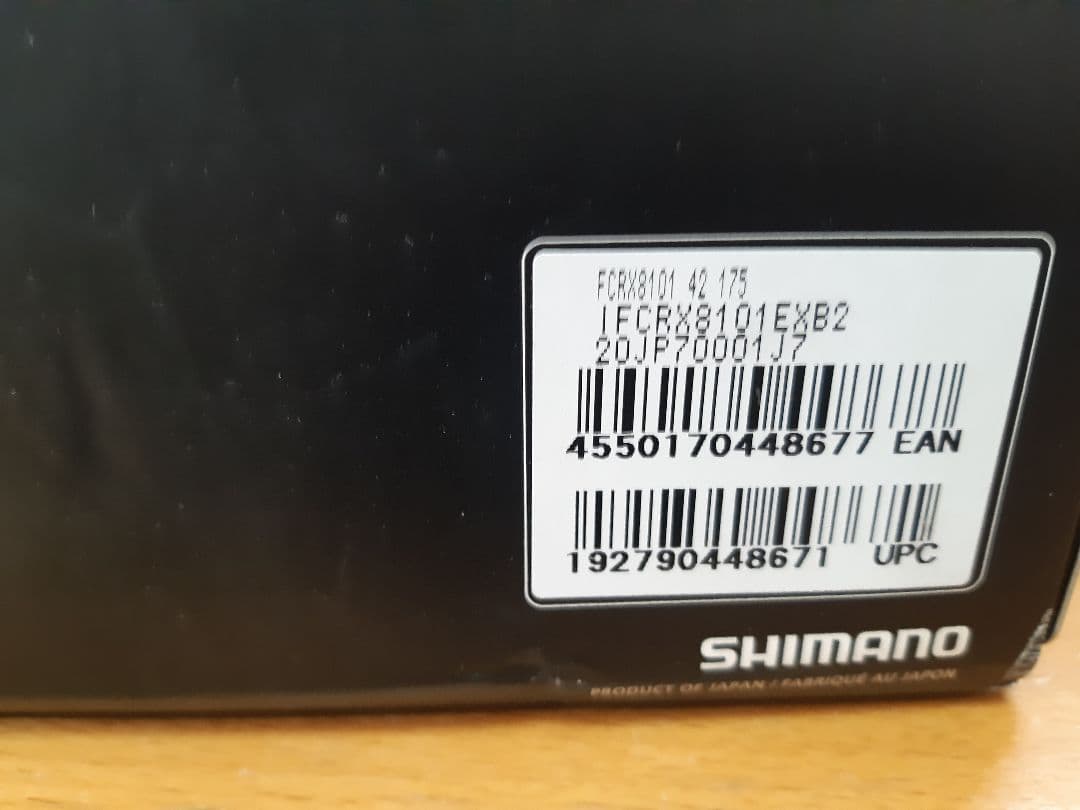 FCRX8101 42 175
IFCRX8101EXB2
20JP70001J7
4550170448677 EAN
192790448671 UPC
SHIMANO
PRODUCT OF JAPAN / FABRIQUÉ AU JAPON